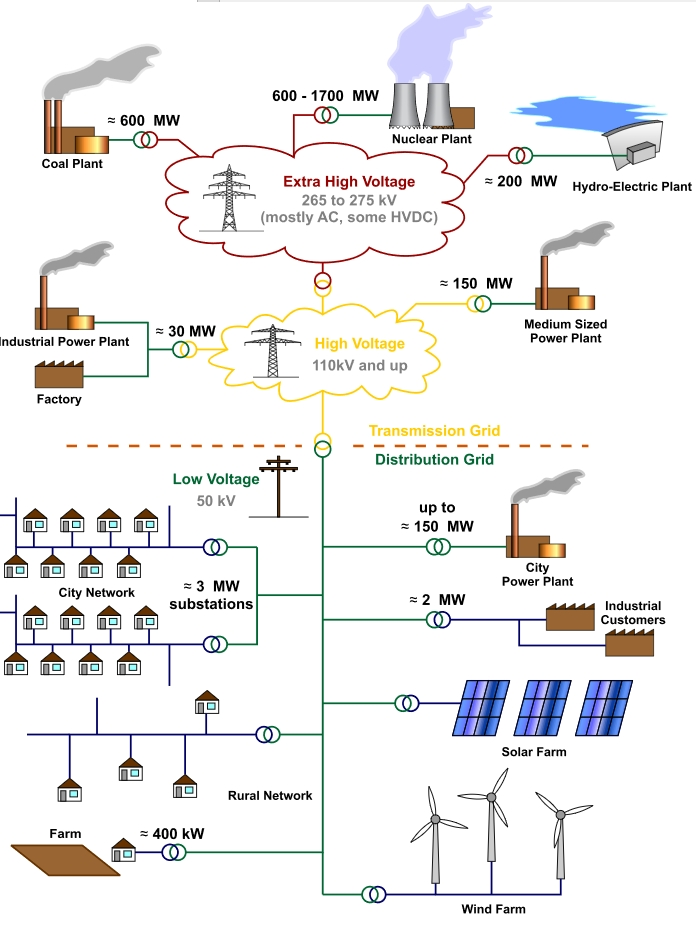 600 - 1700 MW
≈ 600 MW
Coal Plant
Nuclear Plant
≈ 200 MW
Hydro-Electric Plant
Extra High Voltage
265 to 275 kV
(mostly AC, some HVDC)
≈ 150 MW
Medium Sized
Power Plant
Industrial Power Plant
≈ 30 MW
High Voltage
110kV and up
Factory
Transmission Grid
Distribution Grid
Low Voltage
50 kV
up to
≈ 150 MW
City
Power Plant
City Network
≈ 3 MW
substations
≈ 2 MW
Industrial
Customers
Solar Farm
Rural Network
Farm
≈ 400 kW
Wind Farm